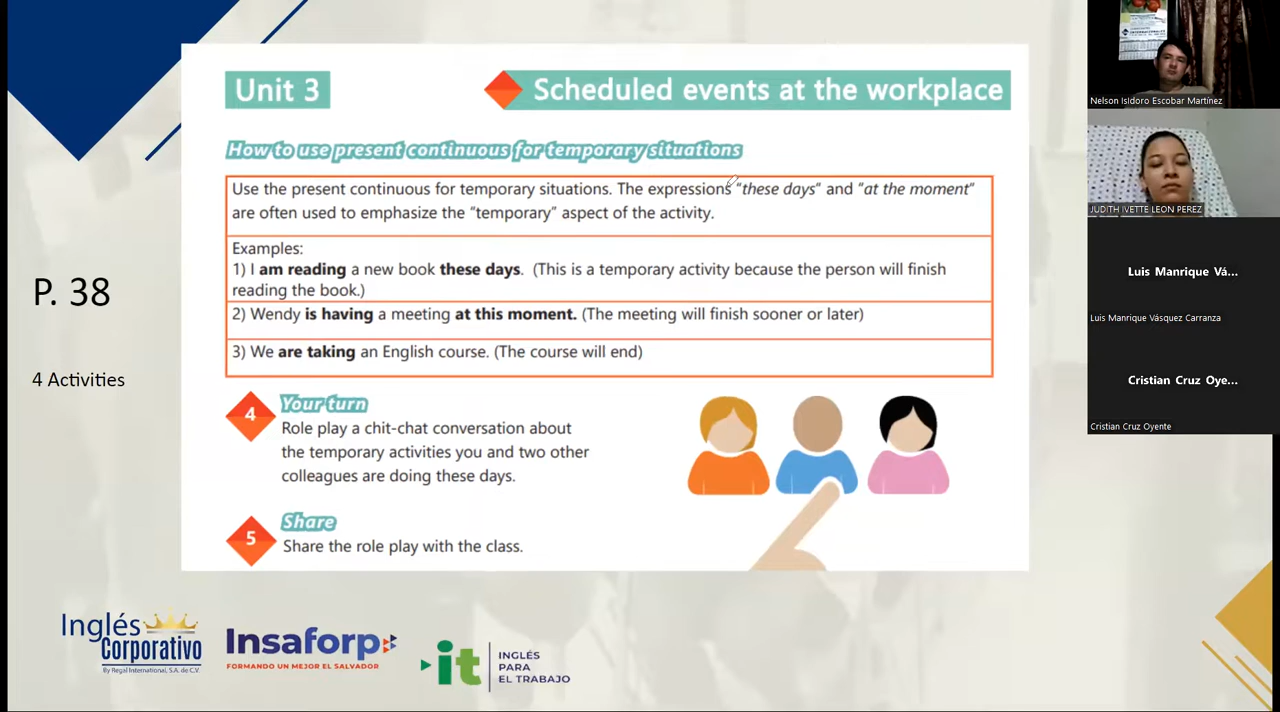 Unit 3
Scheduled events at the workplace
How to use present continuous for temporary situations
Use the present continuous for temporary situations. The expressions "these days" and "at the moment"
are often used to emphasize the "temporary" aspect of the activity.
Examples:
1) I am reading a new book these days. (This is a temporary activity because the person will finish
reading the book.)
2) Wendy is having a meeting at this moment. (The meeting will finish sooner or later)
3) We are taking an English course. (The course will end)
P. 38
4 Activities
4
Your turn
Role play a chit-chat conversation about
the temporary activities you and two other
colleagues are doing these days.
5
Share
Share the role play with the class.
Inglés
Corporativo
By Regal International, S.A. de C.V.
Insaforp
FORMANDO UN MEJOR EL SALVADOR
it
INGLÉS
PARA
EL TRABAJO
Nelson Isidoro Escobar Martínez
JUDITH IVETTE LEON PEREZ
Luis Manrique Vá...
Luis Manrique Vásquez Carranza
Cristian Cruz Oye...
Cristian Cruz Oyente